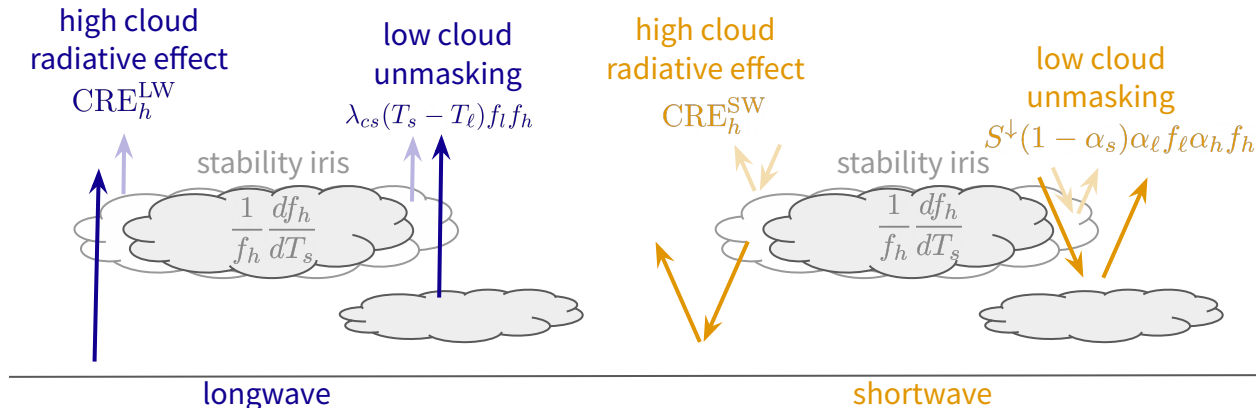 high cloud
radiative effect
CRE_h^LW
low cloud
unmasking
λ_cs(T_s − T_ℓ)f_l f_h
stability iris
1/f_h df_h/dT_s
longwave
high cloud
radiative effect
CRE_h^SW
low cloud
unmasking
S^↓(1 − α_s)α_ℓ f_ℓ α_h f_h
stability iris
1/f_h df_h/dT_s
shortwave